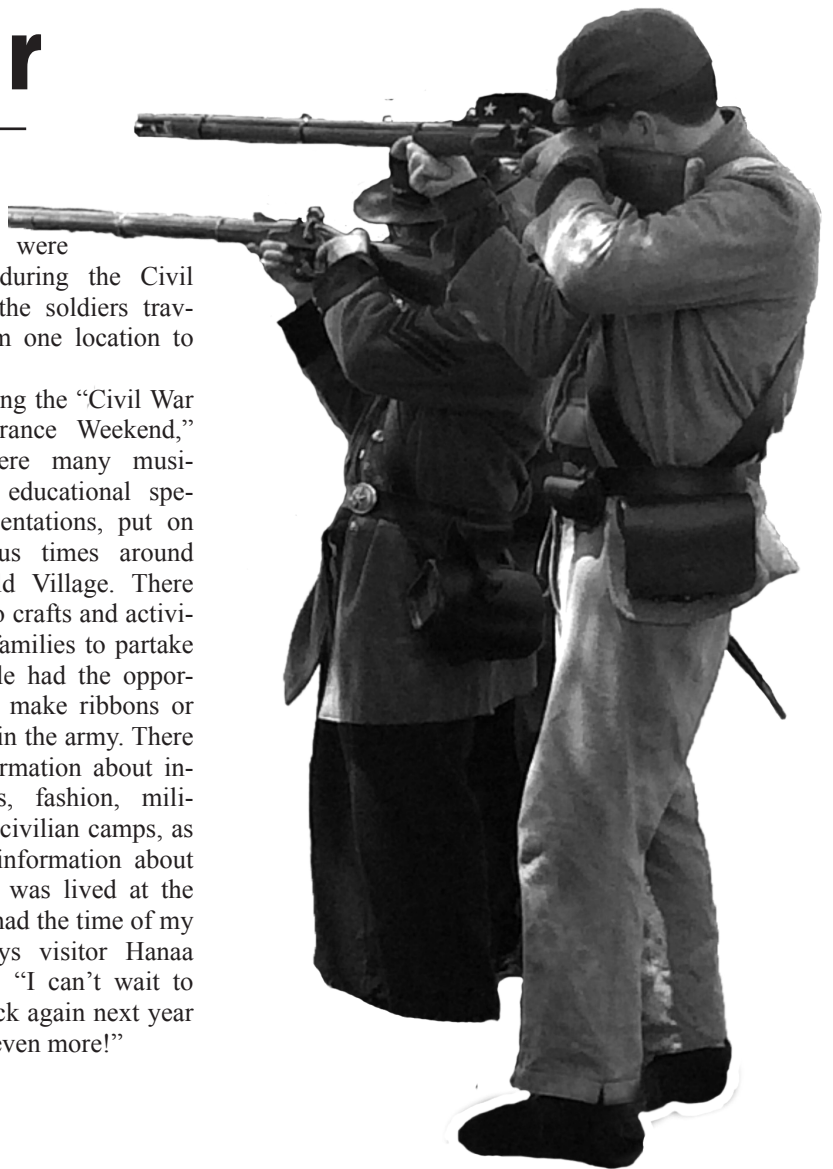 r
were
during the Civil
the soldiers trav-
one location to
ng the “Civil War
rance Weekend,”
ere many musi-
educational spe-
entations, put on
us times around
d Village. There
o crafts and activi-
families to partake
le had the oppor-
make ribbons or
in the army. There
rmation about in-
s, fashion, mili-
civilian camps, as
information about
was lived at the
had the time of my
ys visitor Hanaa
“I can’t wait to
ck again next year
even more!”